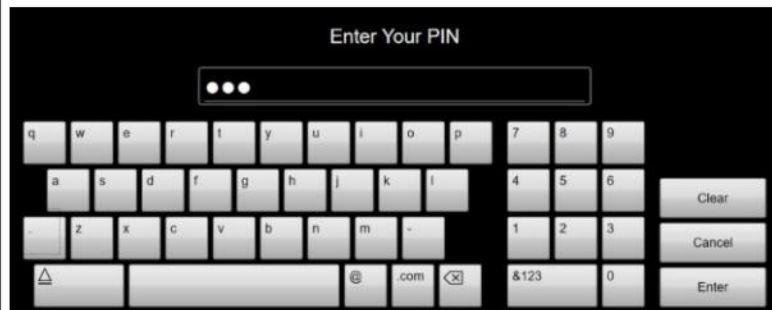 Enter Your PIN
●●●
q w e r t y u i o p 7 8 9
a s d f g h j k l 4 5 6
Clear
. z x c v b n m - 1 2 3
Cancel
@ .com &123 0
Enter